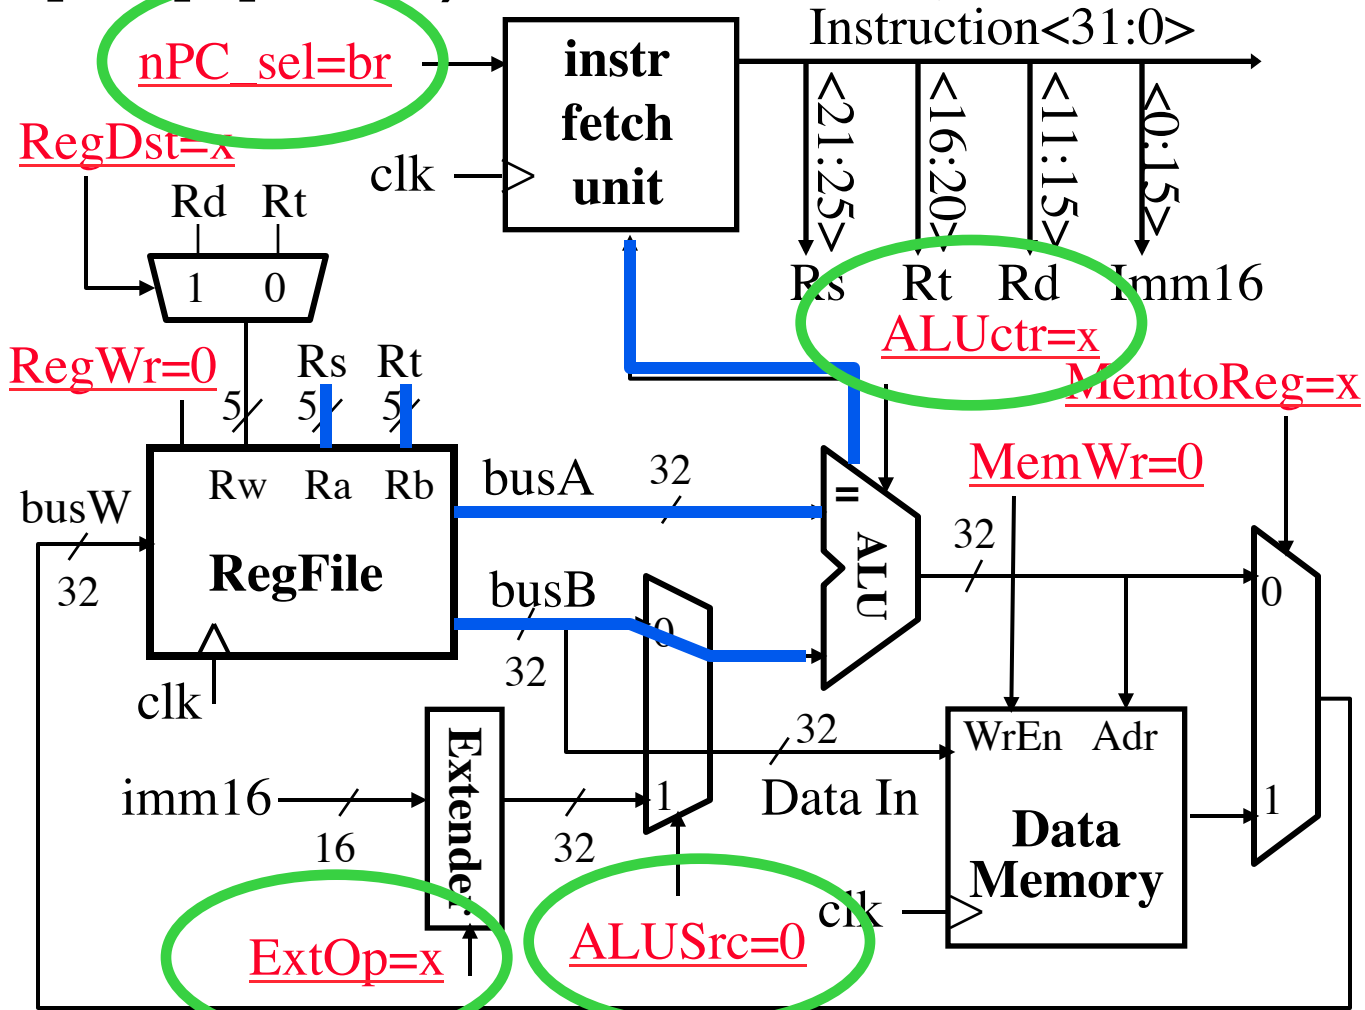 nPC_sel=br
instr
fetch
unit
clk
Instruction<31:0>
<21:25>
<16:20>
<11:15>
<0:15>
Rs
Rt
Rd
Imm16
RegDst=x
Rd
Rt
1
0
ALUctr=x
MemtoReg=x
RegWr=0
5
Rs
5
Rt
5
MemWr=0
busW
32
Rw
Ra
Rb
RegFile
clk
busA
32
busB
32
=
ALU
32
0
1
0
1
imm16
16
Extender
32
32
Data In
WrEn
Adr
Data
Memory
clk
ExtOp=x
ALUSrc=0